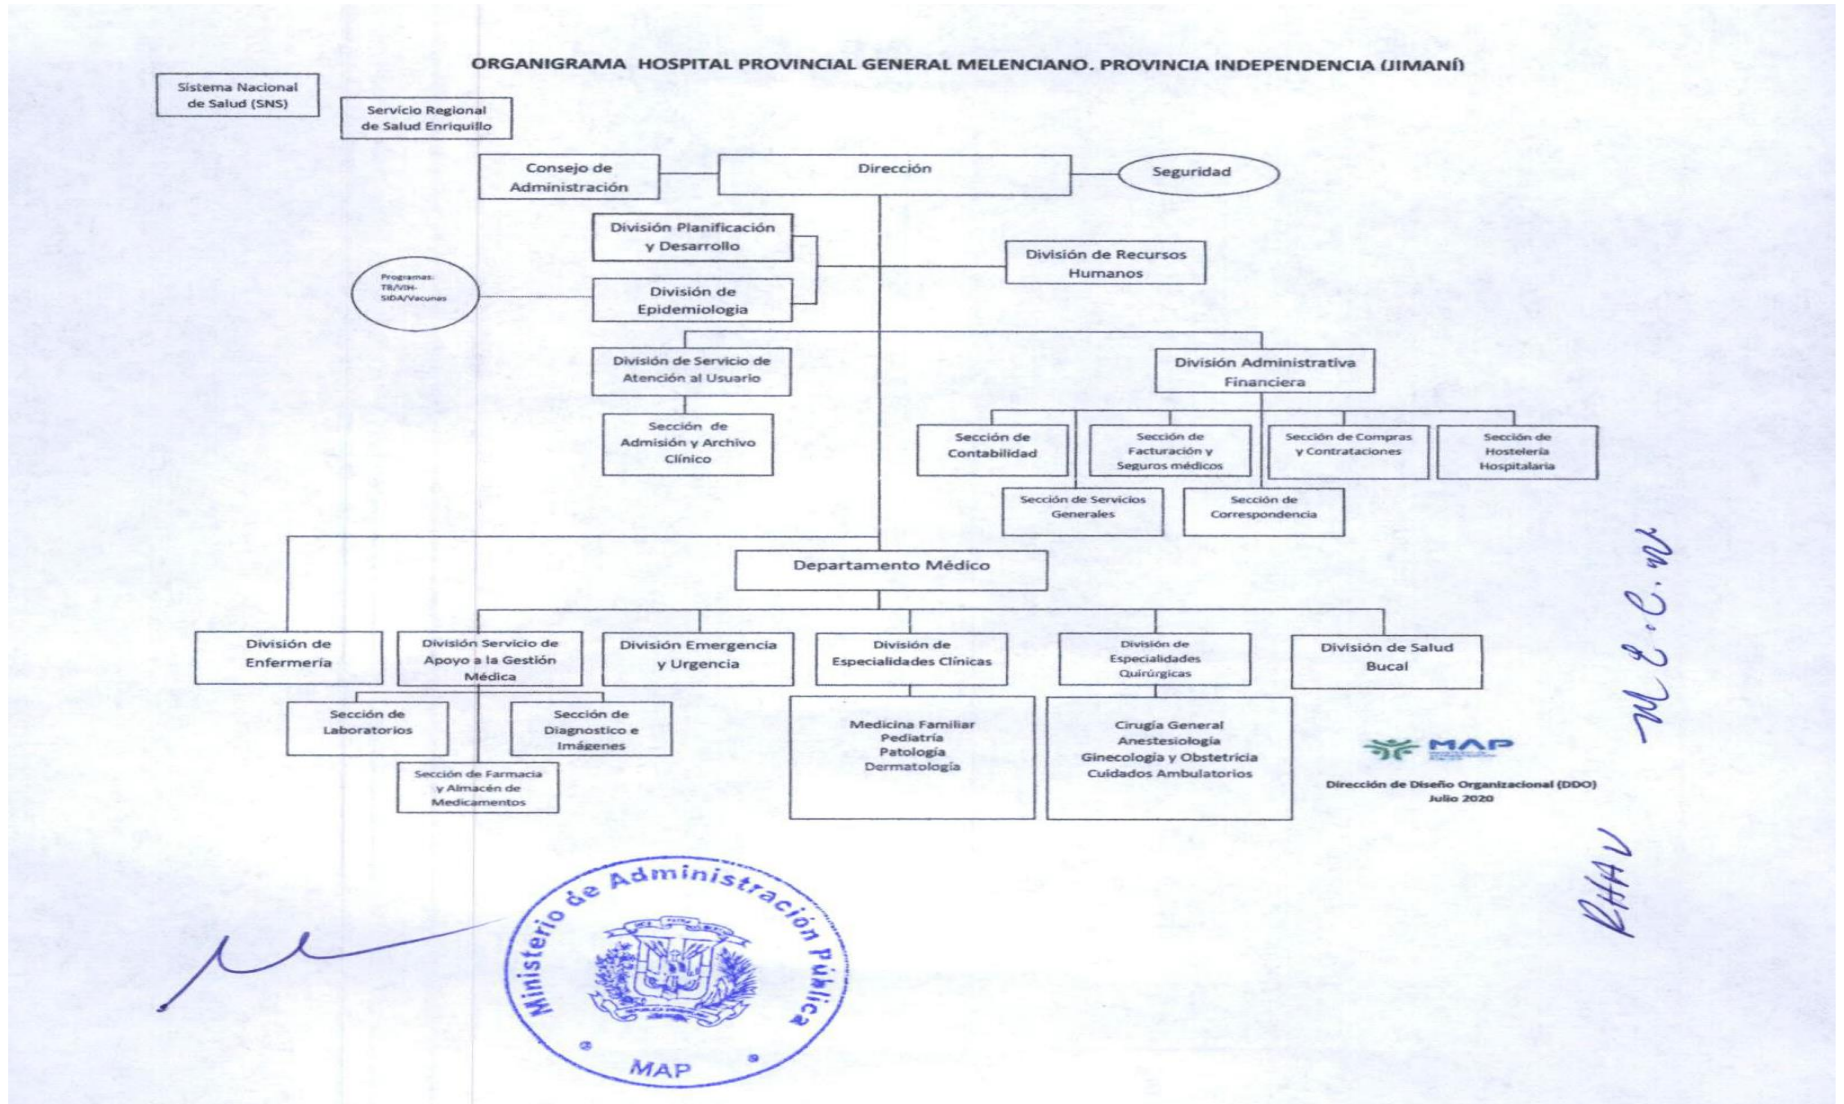 ORGANIGRAMA HOSPITAL PROVINCIAL GENERAL MELENCIANO. PROVINCIA INDEPENDENCIA (JIMANÍ)
Sistema Nacional
de Salud (SNS)
Servicio Regional
de Salud Enriquillo
Consejo de
Administración
Dirección
Seguridad
División Planificación
y Desarrollo
División de Recursos
Humanos
Programas:
TB/VIH-
SIDA/Vacunas
División de
Epidemiologia
División de Servicio de
Atención al Usuario
División Administrativa
Financiera
Sección de
Admisión y Archivo
Clínico
Sección de
Contabilidad
Sección de
Facturación y
Seguros médicos
Sección de Compras
y Contrataciones
Sección de
Hostelería
Hospitalaria
Sección de Servicios
Generales
Sección de
Correspondencia
Departamento Médico
División de
Enfermería
División Servicio de
Apoyo a la Gestión
Médica
División Emergencia
y Urgencia
División de
Especialidades Clínicas
División de
Especialidades
Quirúrgicas
División de Salud
Bucal
Sección de
Laboratorios
Sección de
Diagnostico e
Imágenes
Sección de Farmacia
y Almacén de
Medicamentos
Medicina Familiar
Pediatría
Patología
Dermatología
Cirugía General
Anestesiología
Ginecología y Obstetricia
Cuidados Ambulatorios
MAP
Dirección de Diseño Organizacional (DDO)
Julio 2020
M.E.C.N
RHAV
Ministerio de Administración Pública
MAP